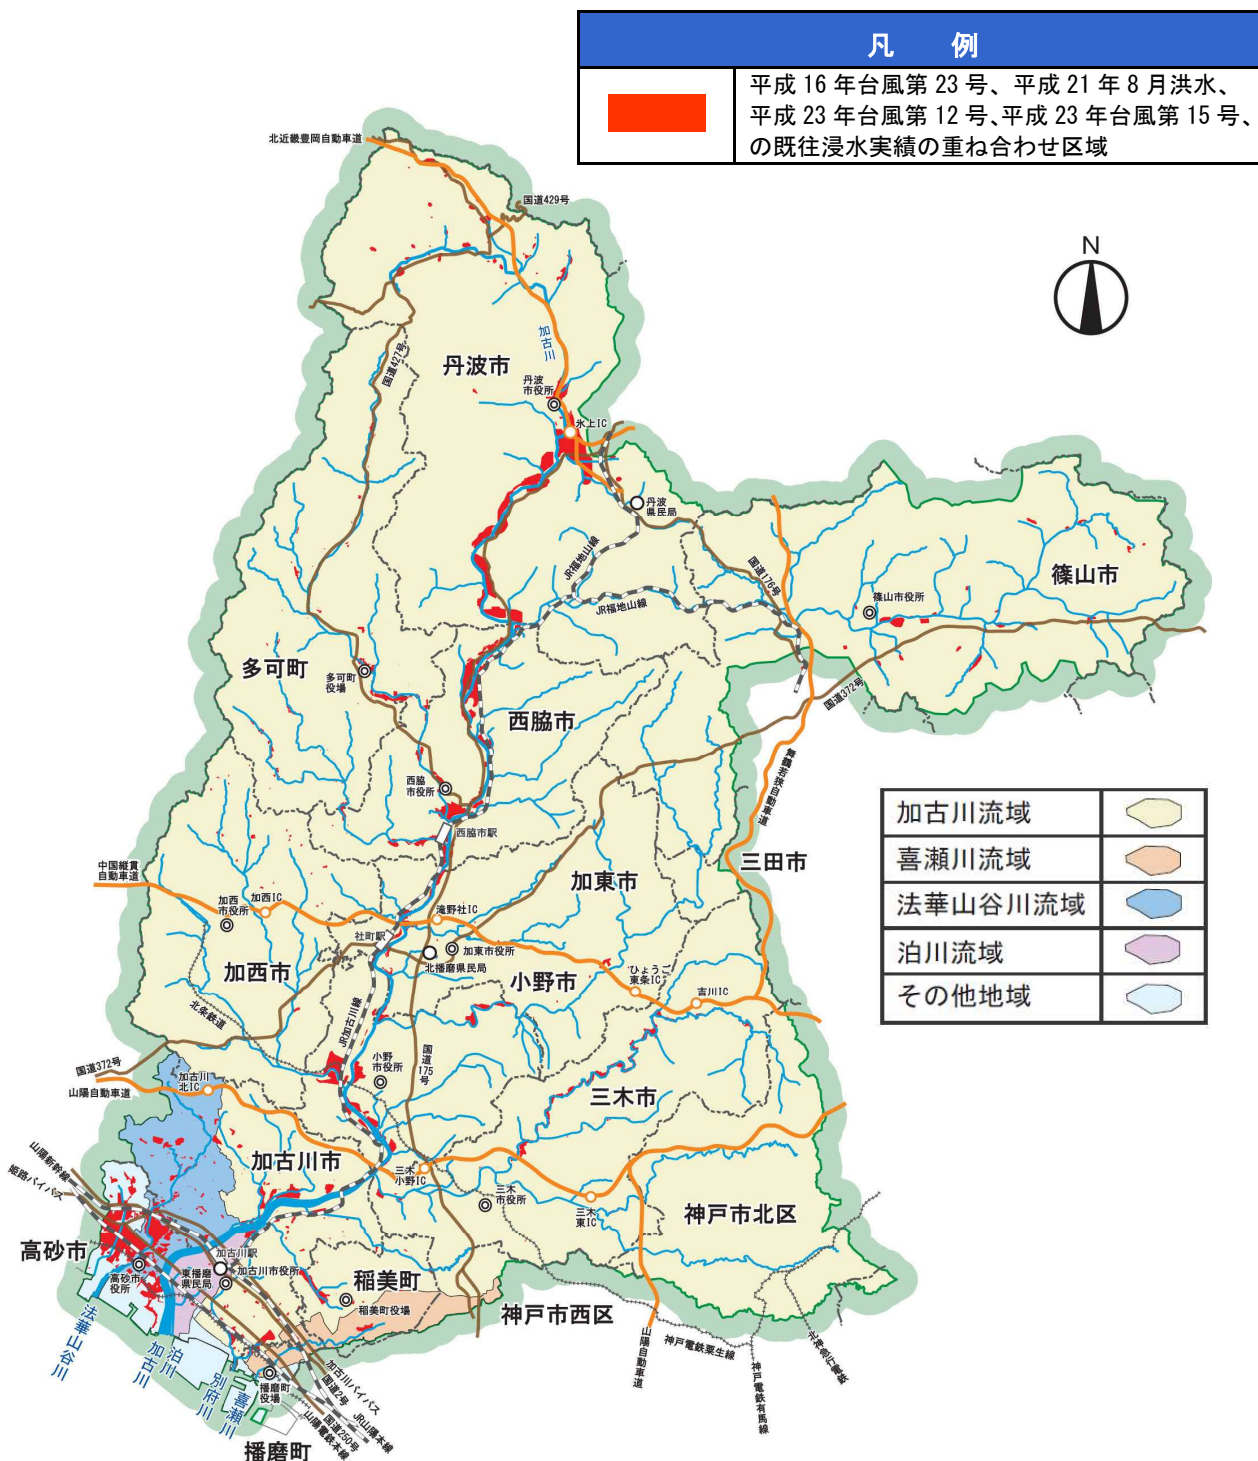 凡　例
平成 16 年台風第 23 号、平成 21 年 8 月洪水、
平成 23 年台風第 12 号、平成 23 年台風第 15 号、
の既往浸水実績の重ね合わせ区域
北近畿豊岡自動車道
国道429号
N
加古川
国道427号
丹波市
丹波
市役所
氷上IC
丹波
県民局
JR福地山線
JR福地山線
国道176号
篠山市
篠山市役所
国道372号
多可町
多可町
役場
西脇市
西脇
市役所
西脇市駅
舞鶴若狭自動車道
三田市
加古川流域
喜瀬川流域
法華山谷川流域
泊川流域
その他地域
中国縦貫
自動車道
加西
市役所
加西IC
加東市
滝野社IC
社町駅
加東市役所
北播磨県民局
加西市
小野市
ひょうご
東条IC
吉川IC
北条鉄道
JR加古川線
国道175号
国道372号
山陽自動車道
加古川
北IC
小野
市役所
三木市
加古川市
三木
小野IC
三木
市役所
三木
東IC
神戸市北区
山陽新幹線
姫路バイパス
高砂市
高砂市
役所
加古川駅
東播磨
県民局
加古川市役所
稲美町
稲美町役場
神戸市西区
神戸電鉄粟生線
山陽自動車道
神戸電鉄有馬線
北神急行電鉄
法華山谷川
加古川
泊川
別府川
喜瀬川
播磨町
役場
播磨町
加古川バイパス
国道2号
JR山陽本線
国道250号
山陽電鉄本線